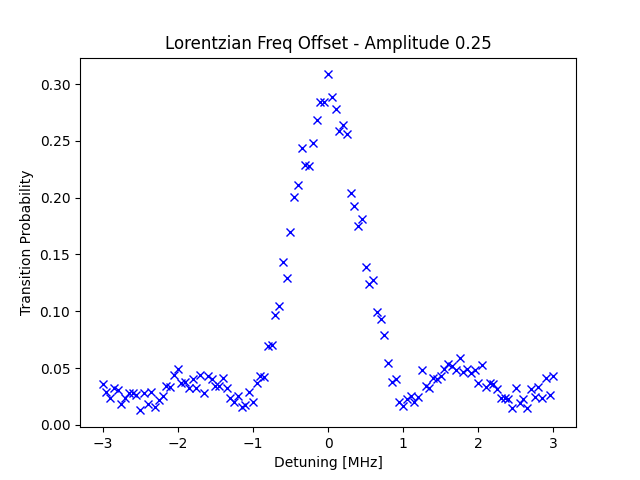 Lorentzian Freq Offset - Amplitude 0.25
Transition Probability
0.30
0.25
0.20
0.15
0.10
0.05
0.00
−3 −2 −1 0 1 2 3
Detuning [MHz]